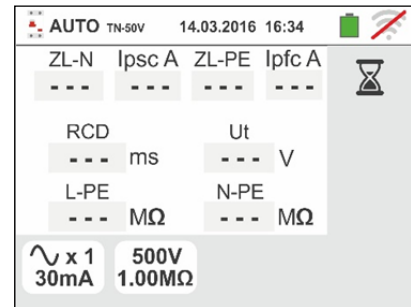 AUTO TN-50V 14.03.2016 16:34
ZL-N Ipsc A ZL-PE Ipfc A
- - - - - - - - - - - -
RCD Ut
- - - ms - - - V
L-PE N-PE
- - - MΩ - - - MΩ
x 1 500V
30mA 1.00MΩ